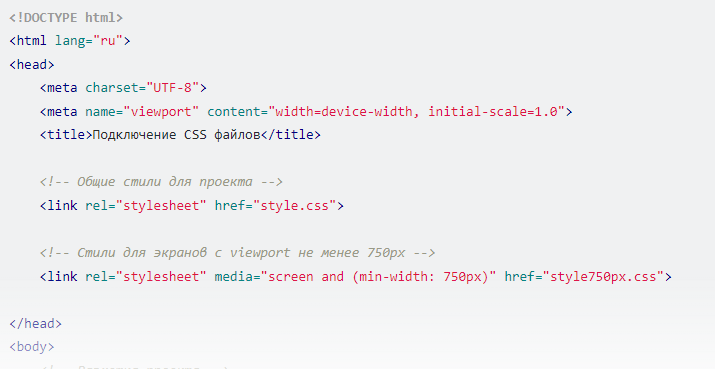 <!DOCTYPE html>
<html lang="ru">
<head>
<meta charset="UTF-8">
<meta name="viewport" content="width=device-width, initial-scale=1.0">
<title>Подключение CSS файлов</title>
<!-- Общие стили для проекта -->
<link rel="stylesheet" href="style.css">
<!-- Стили для экранов с viewport не менее 750px -->
<link rel="stylesheet" media="screen and (min-width: 750px)" href="style750px.css">
</head>
<body>